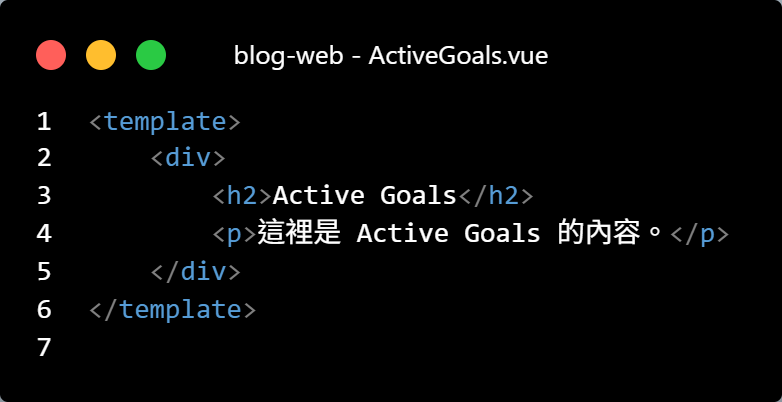 blog-web - ActiveGoals.vue
1 <template>
2     <div>
3         <h2>Active Goals</h2>
4         <p>這裡是 Active Goals 的內容。</p>
5     </div>
6 </template>
7